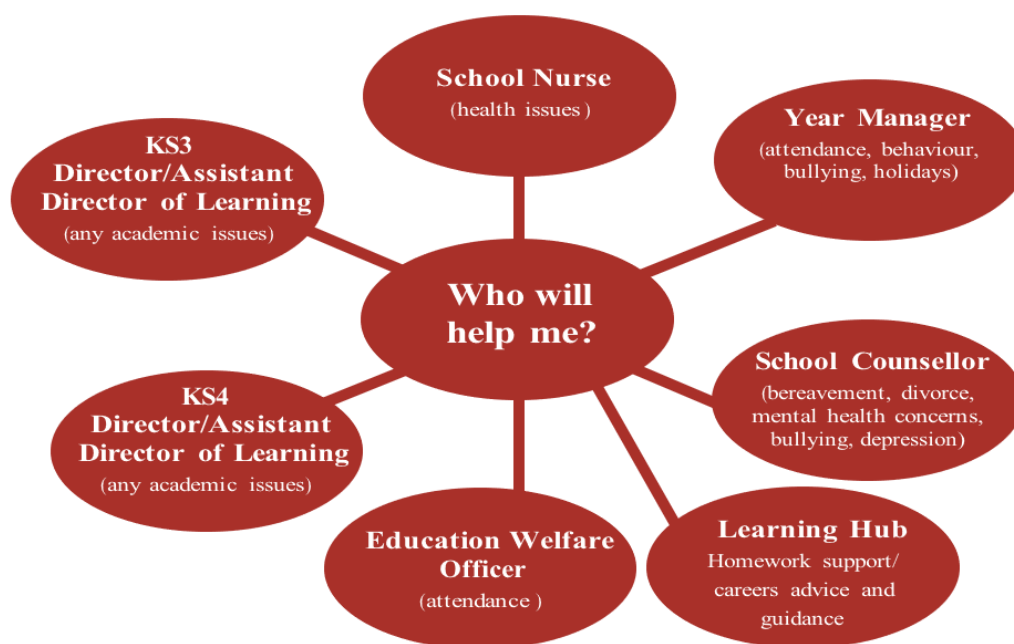 School Nurse
(health issues )
Year Manager
(attendance, behaviour,
bullying, holidays)
KS3
Director/Assistant
Director of Learning
(any academic issues)
Who will
help me?
School Counsellor
(bereavement, divorce,
mental health concerns,
bullying, depression)
KS4
Director/Assistant
Director of Learning
(any academic issues)
Education Welfare
Officer
(attendance )
Learning Hub
Homework support/
careers advice and
guidance